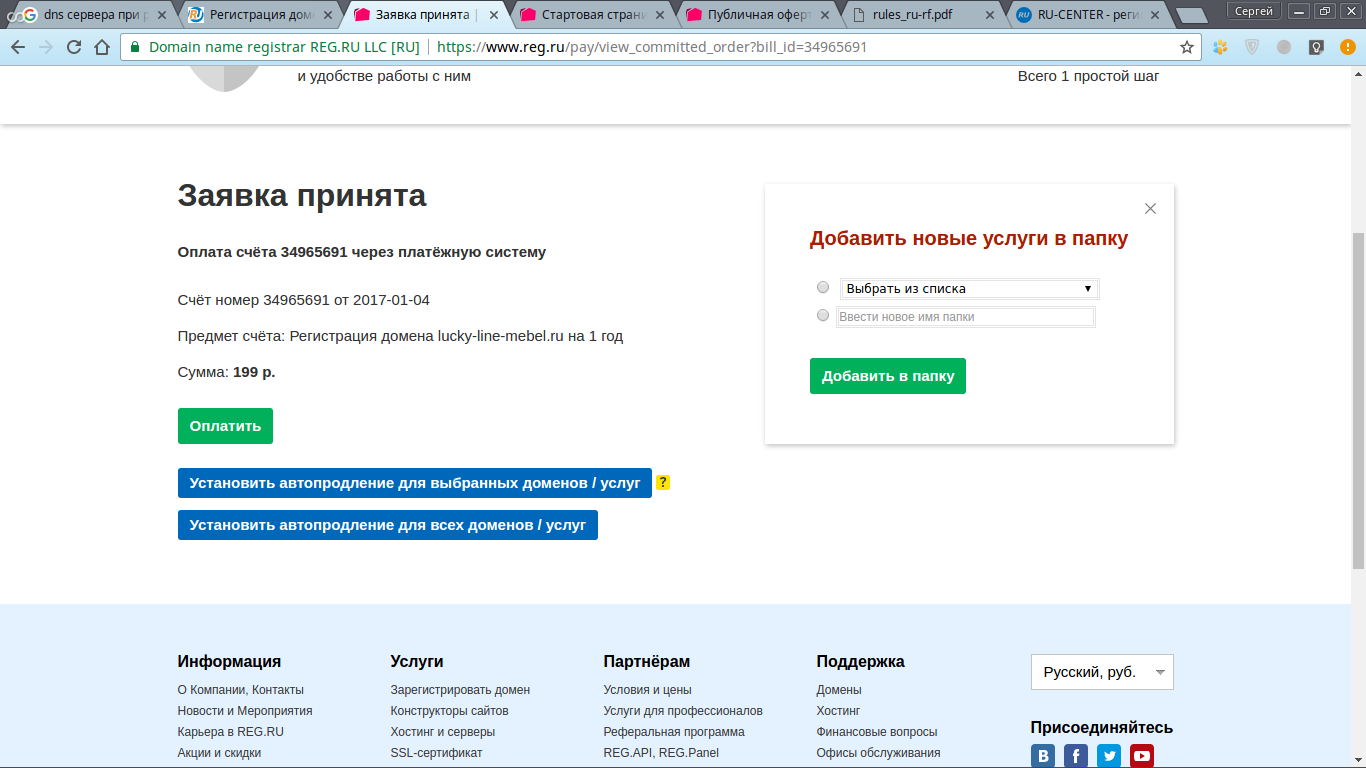 dns сервера при р
Регистрация дом
Заявка принята |
Стартовая страни
Публичная оферт
rules_ru-rf.pdf
RU-CENTER - реги
Сергей
Domain name registrar REG.RU LLC [RU]
https://www.reg.ru/pay/view_committed_order?bill_id=34965691
и удобстве работы с ним
Всего 1 простой шаг
Заявка принята
Оплата счёта 34965691 через платёжную систему
Счёт номер 34965691 от 2017-01-04
Предмет счёта: Регистрация домена lucky-line-mebel.ru на 1 год
Сумма: 199 р.
Оплатить
Установить автопродление для выбранных доменов / услуг ?
Установить автопродление для всех доменов / услуг
Добавить новые услуги в папку
Выбрать из списка
Ввести новое имя папки
Добавить в папку
Информация
О Компании, Контакты
Новости и Мероприятия
Карьера в REG.RU
Акции и скидки
Услуги
Зарегистрировать домен
Конструкторы сайтов
Хостинг и серверы
SSL-сертификат
Партнёрам
Условия и цены
Услуги для профессионалов
Реферальная программа
REG.API, REG.Panel
Поддержка
Домены
Хостинг
Финансовые вопросы
Офисы обслуживания
Русский, руб.
Присоединяйтесь